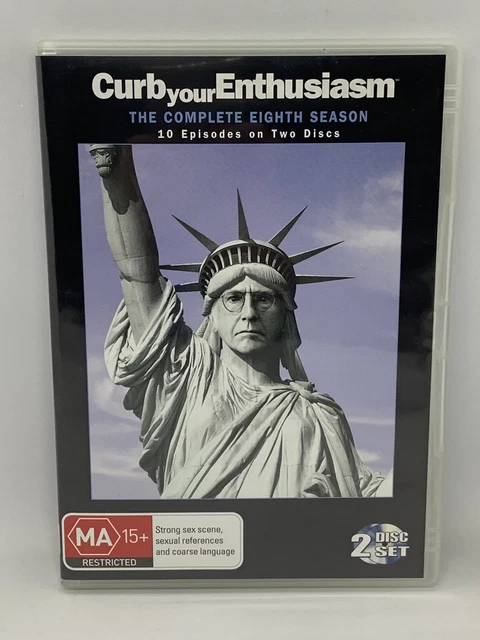 Curb your Enthusiasm™
THE COMPLETE EIGHTH SEASON
10 Episodes on Two Discs
MA 15+
RESTRICTED
Strong sex scene,
sexual references
and coarse language
2 DISC
SET